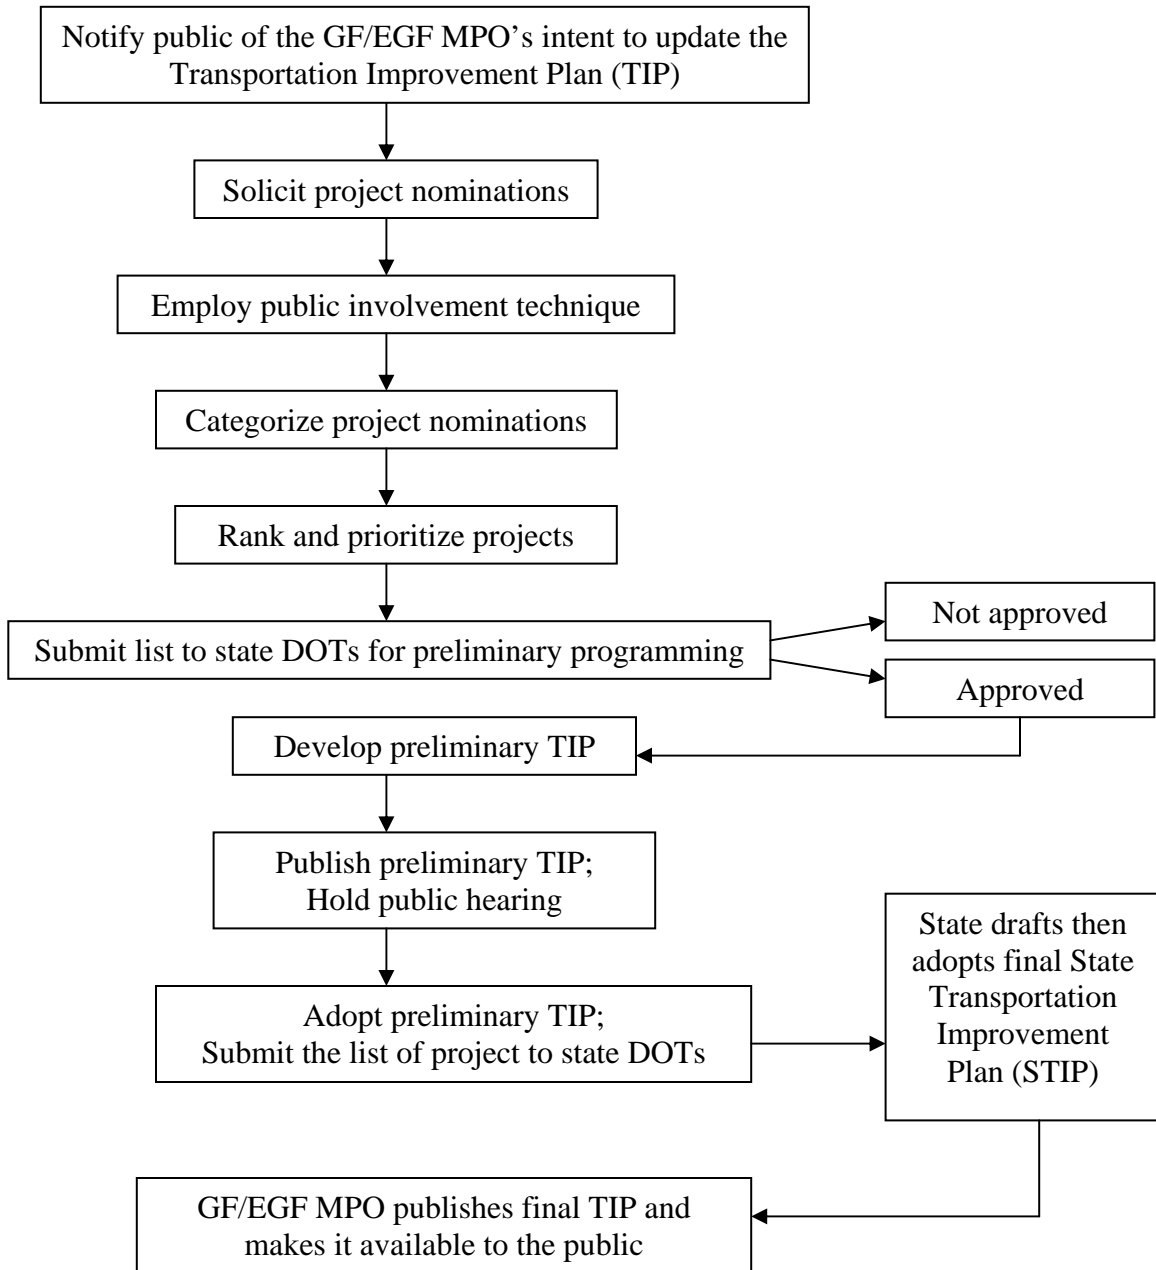 Notify public of the GF/EGF MPO’s intent to update the
Transportation Improvement Plan (TIP)
Solicit project nominations
Employ public involvement technique
Categorize project nominations
Rank and prioritize projects
Submit list to state DOTs for preliminary programming
Not approved
Approved
Develop preliminary TIP
Publish preliminary TIP;
Hold public hearing
Adopt preliminary TIP;
Submit the list of project to state DOTs
State drafts then
adopts final State
Transportation
Improvement
Plan (STIP)
GF/EGF MPO publishes final TIP and
makes it available to the public